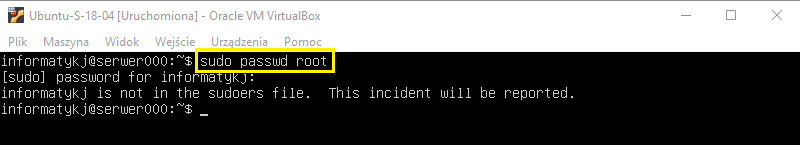 Ubuntu-S-18-04 [Uruchomiona] - Oracle VM VirtualBox
Plik Maszyna Widok Wejście Urządzenia Pomoc
informatykj@serwer000:~$ sudo passwd root
[sudo] password for informatykj:
informatykj is not in the sudoers file.  This incident will be reported.
informatykj@serwer000:~$ _